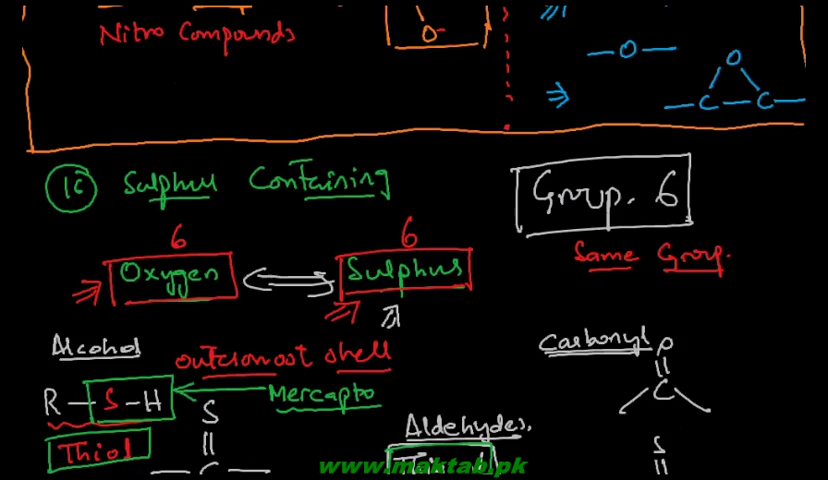 Nitro Compounds
O⁻
—O—
O
—C—C—
16 Sulphur Containing
Group. 6
6 6
Same Group.
Oxygen Sulphus
Alcohol
outermost shell
Carbonyl
O
C
R—S—H
Mercapto
S
C
Aldehydes.
Thiol
S
www.maktab.pk